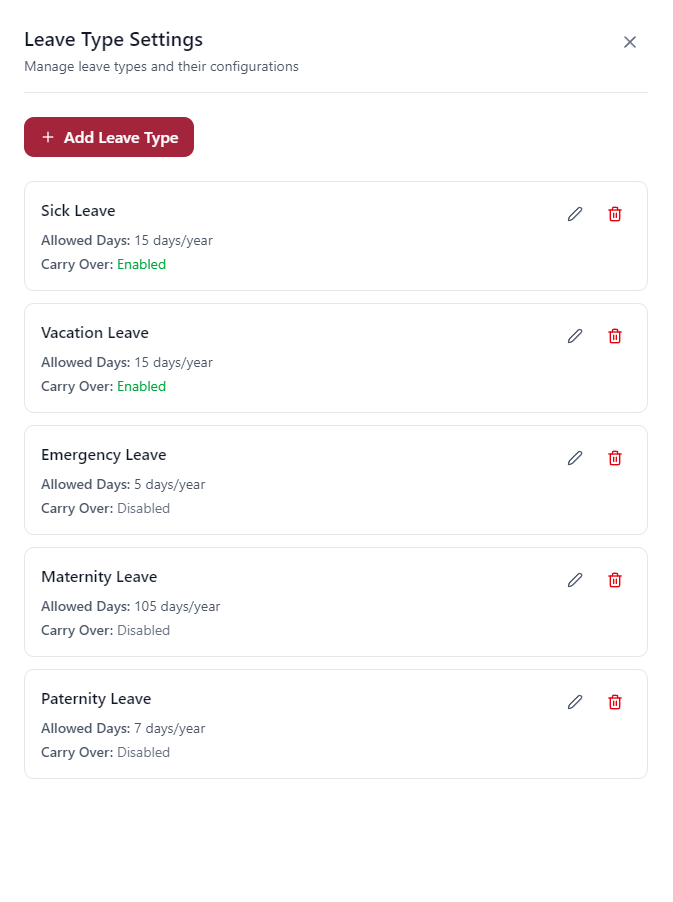 Leave Type Settings
Manage leave types and their configurations
Add Leave Type
Sick Leave
Allowed Days: 15 days/year
Carry Over: Enabled
Vacation Leave
Allowed Days: 15 days/year
Carry Over: Enabled
Emergency Leave
Allowed Days: 5 days/year
Carry Over: Disabled
Maternity Leave
Allowed Days: 105 days/year
Carry Over: Disabled
Paternity Leave
Allowed Days: 7 days/year
Carry Over: Disabled